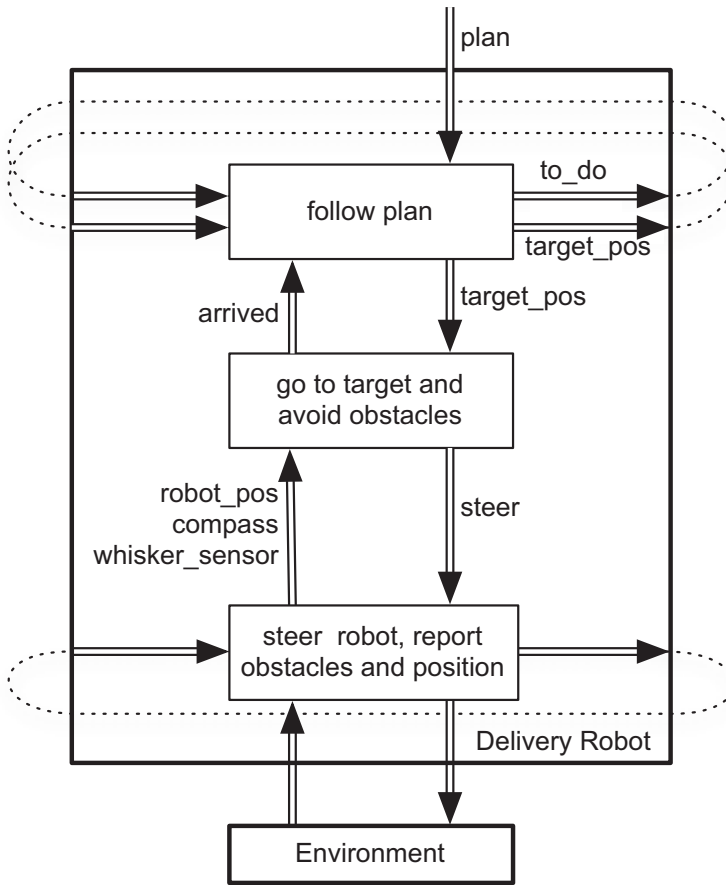 plan
to_do
follow plan
target_pos
target_pos
arrived
go to target and
avoid obstacles
robot_pos
compass
whisker_sensor
steer
steer robot, report
obstacles and position
Delivery Robot
Environment